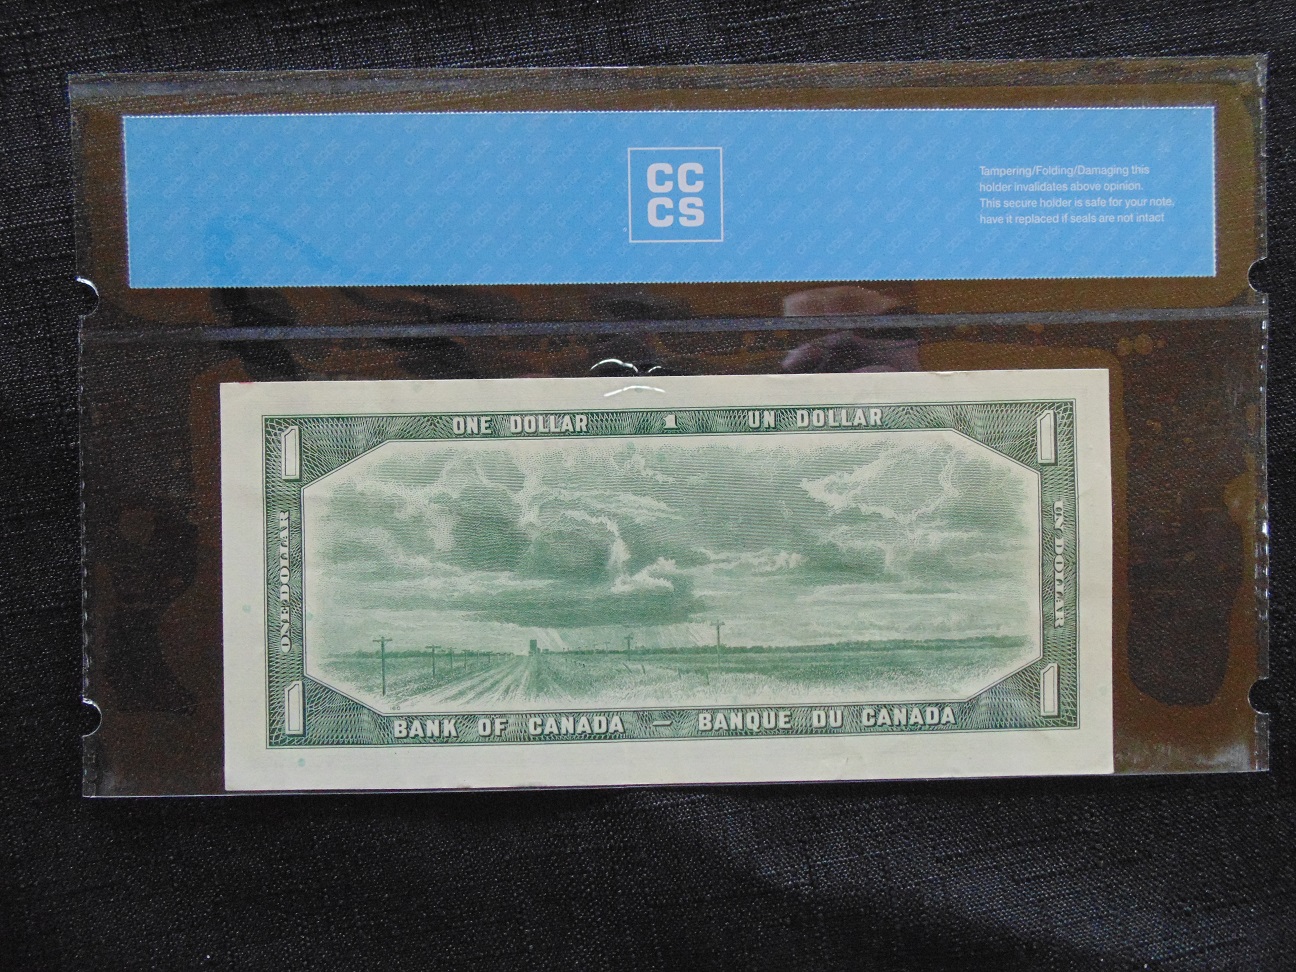 CC
CS
Tampering/Folding/Damaging this
holder invalidates above opinion.
This secure holder is safe for your note.
have it replaced if seals are not intact
1 ONE DOLLAR 1 UN DOLLAR 1
ONE DOLLAR
UN DOLLAR
1 BANK OF CANADA — BANQUE DU CANADA 1